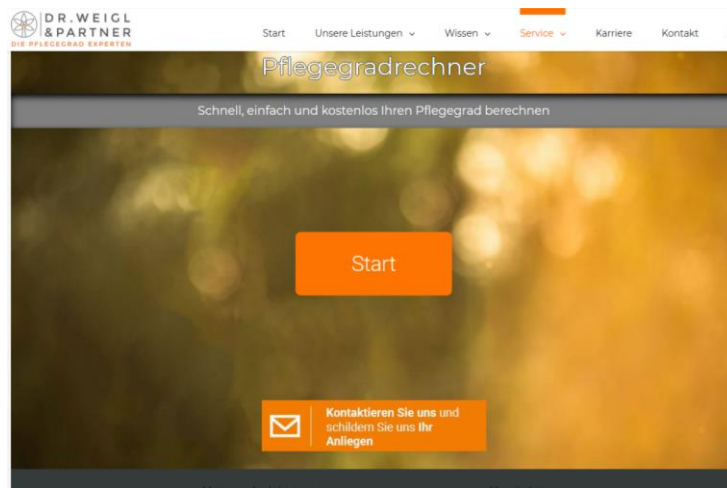 DR.WEIGL
&PARTNER
DIE PFLEGEGRAD EXPERTEN
Start Unsere Leistungen Wissen Service Karriere Kontakt
Pflegegradrechner
Schnell, einfach und kostenlos Ihren Pflegegrad berechnen
Start
Kontaktieren Sie uns und
schildern Sie uns Ihr
Anliegen